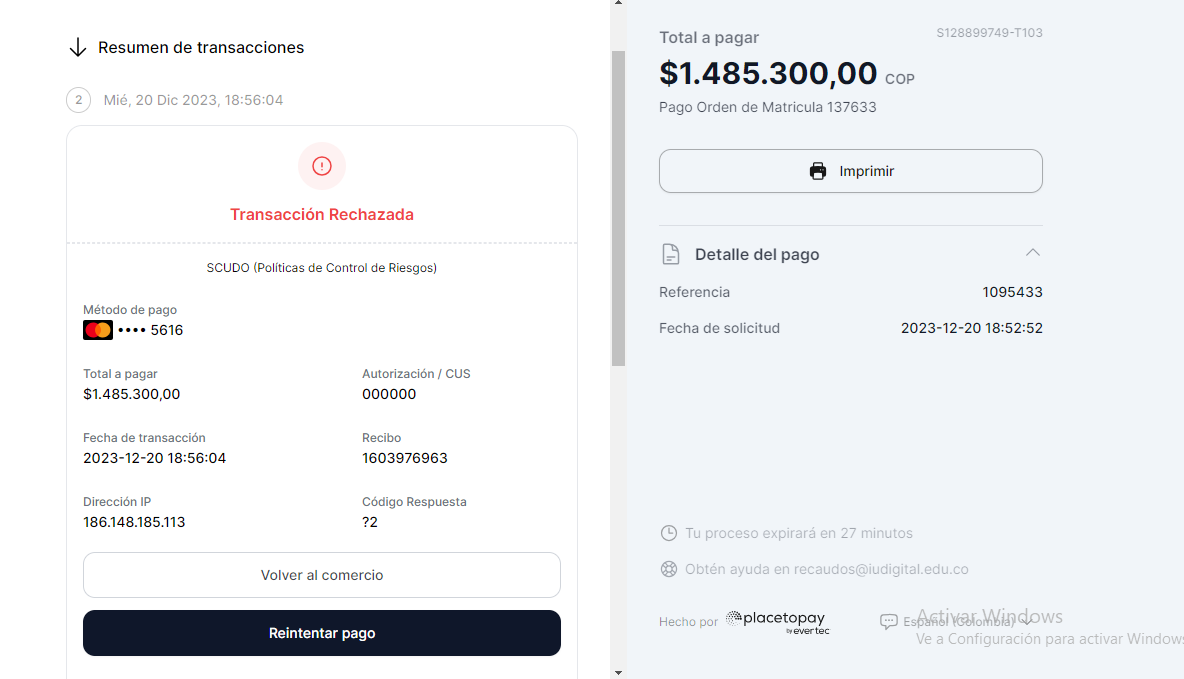 Resumen de transacciones
2 Mié, 20 Dic 2023, 18:56:04
Transacción Rechazada
SCUDO (Políticas de Control de Riesgos)
Método de pago
•••• 5616
Total a pagar
$1.485.300,00
Autorización / CUS
000000
Fecha de transacción
2023-12-20 18:56:04
Recibo
1603976963
Dirección IP
186.148.185.113
Código Respuesta
?2
Volver al comercio
Reintentar pago
Total a pagar
S128899749-T103
$1.485.300,00 COP
Pago Orden de Matricula 137633
Imprimir
Detalle del pago
Referencia 1095433
Fecha de solicitud 2023-12-20 18:52:52
Tu proceso expirará en 27 minutos
Obtén ayuda en recaudos@iudigital.edu.co
Hecho por placetopay
by evertec
Español (Colombia)
Activar Windows
Ve a Configuración para activar Windows